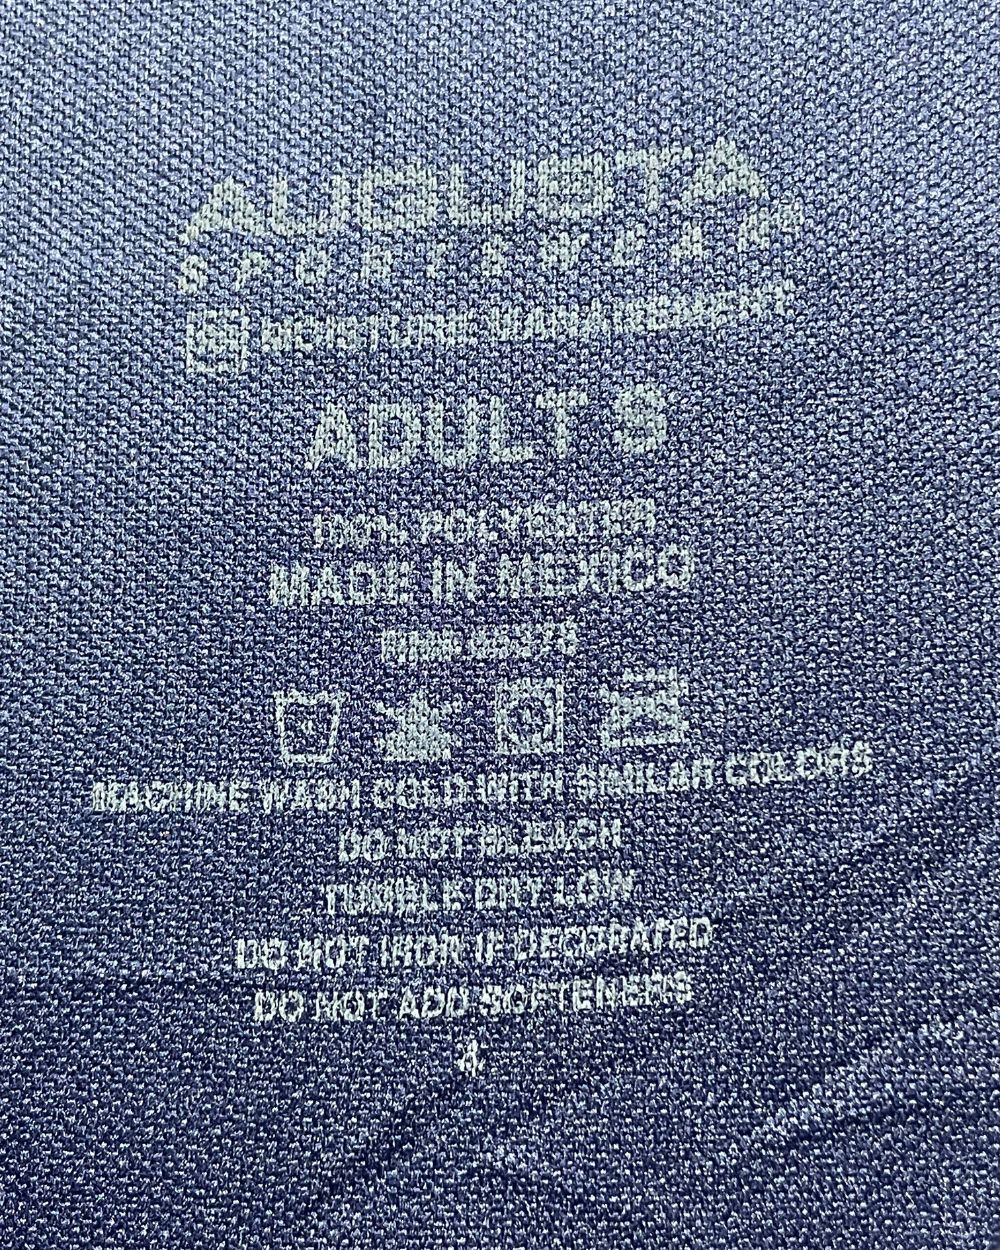 AUGUSTA
SPORTSWEAR
MOISTURE MANAGEMENT
ADULT S
100% POLYESTER
MADE IN MEXICO
MACHINE WASH COLD WITH SIMILAR COLORS
DO NOT BLEACH
TUMBLE DRY LOW
DO NOT IRON IF DECORATED
DO NOT ADD SOFTENERS
4